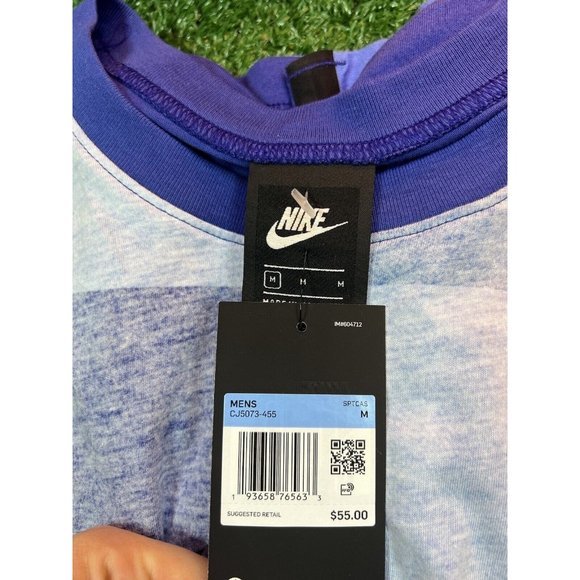 NIKE
M M M
IM#604712
MENS SPTCAS
CJ5073-455 M
1 93658 76563 3
SUGGESTED RETAIL $55.00